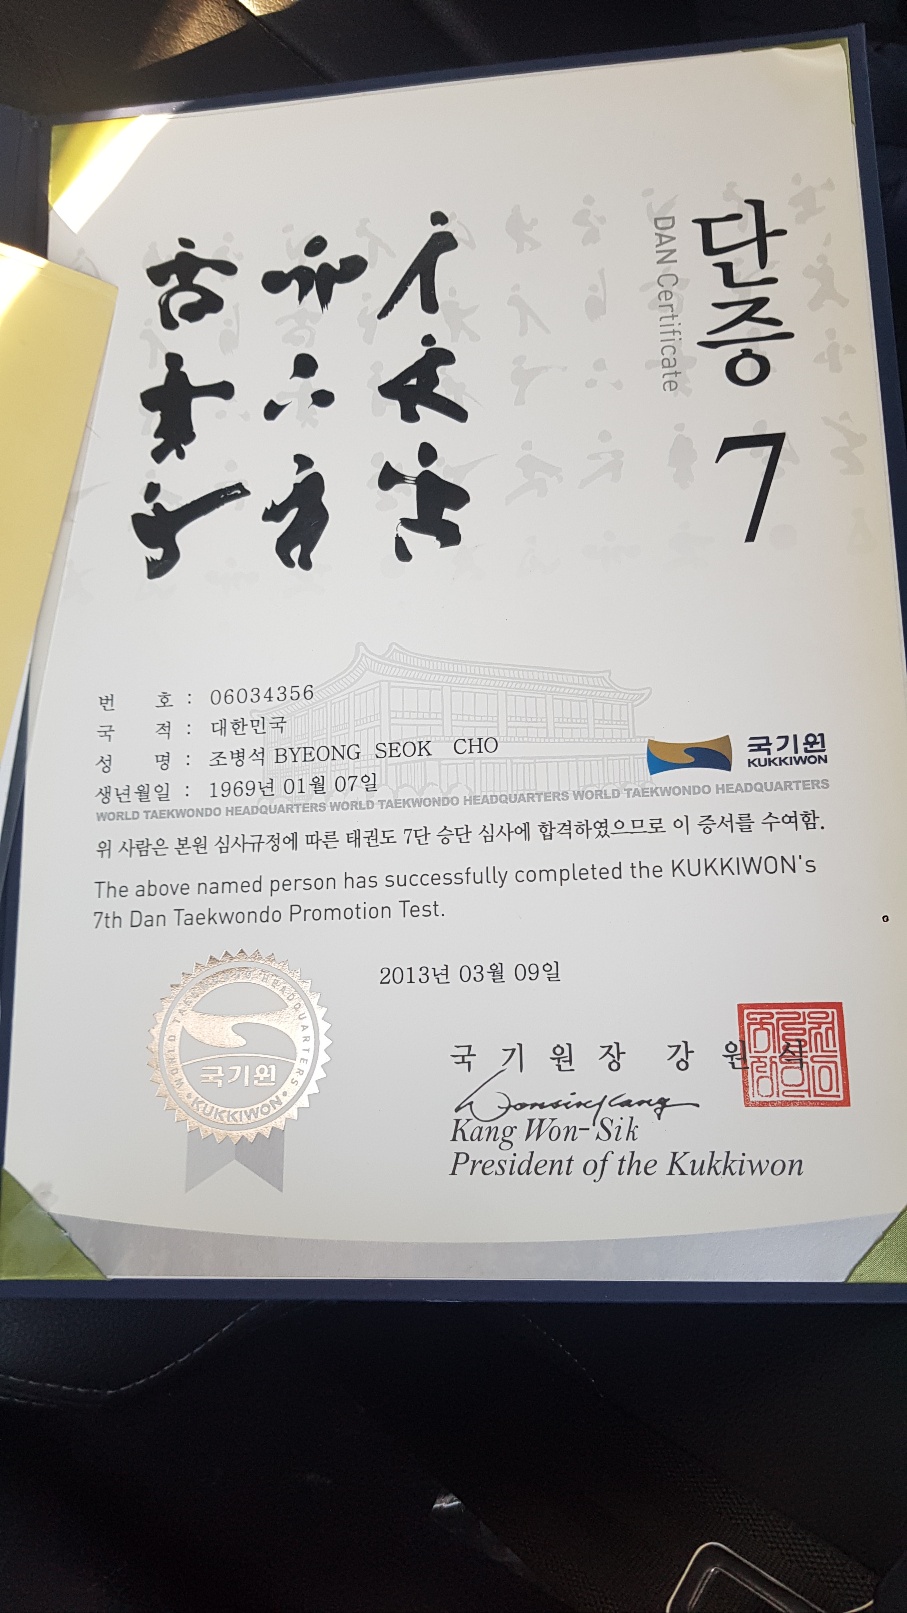 단증 7
DAN Certificate
번 호 : 06034356
국 적 : 대한민국
성 명 : 조병석 BYEONG SEOK CHO
생년월일 : 1969년 01월 07일
국기원
KUKKIWON
WORLD TAEKWONDO HEADQUARTERS WORLD TAEKWONDO HEADQUARTERS WORLD TAEKWONDO HEADQUARTERS
위 사람은 본원 심사규정에 따른 태권도 7단 승단 심사에 합격하였으므로 이 증서를 수여함.
The above named person has successfully completed the KUKKIWON's
7th Dan Taekwondo Promotion Test.
2013년 03월 09일
WORLD TAEKWONDO HEADQUARTERS
국기원
KUKKIWON
국 기 원 장 강 원 식
Kang Won-Sik
President of the Kukkiwon